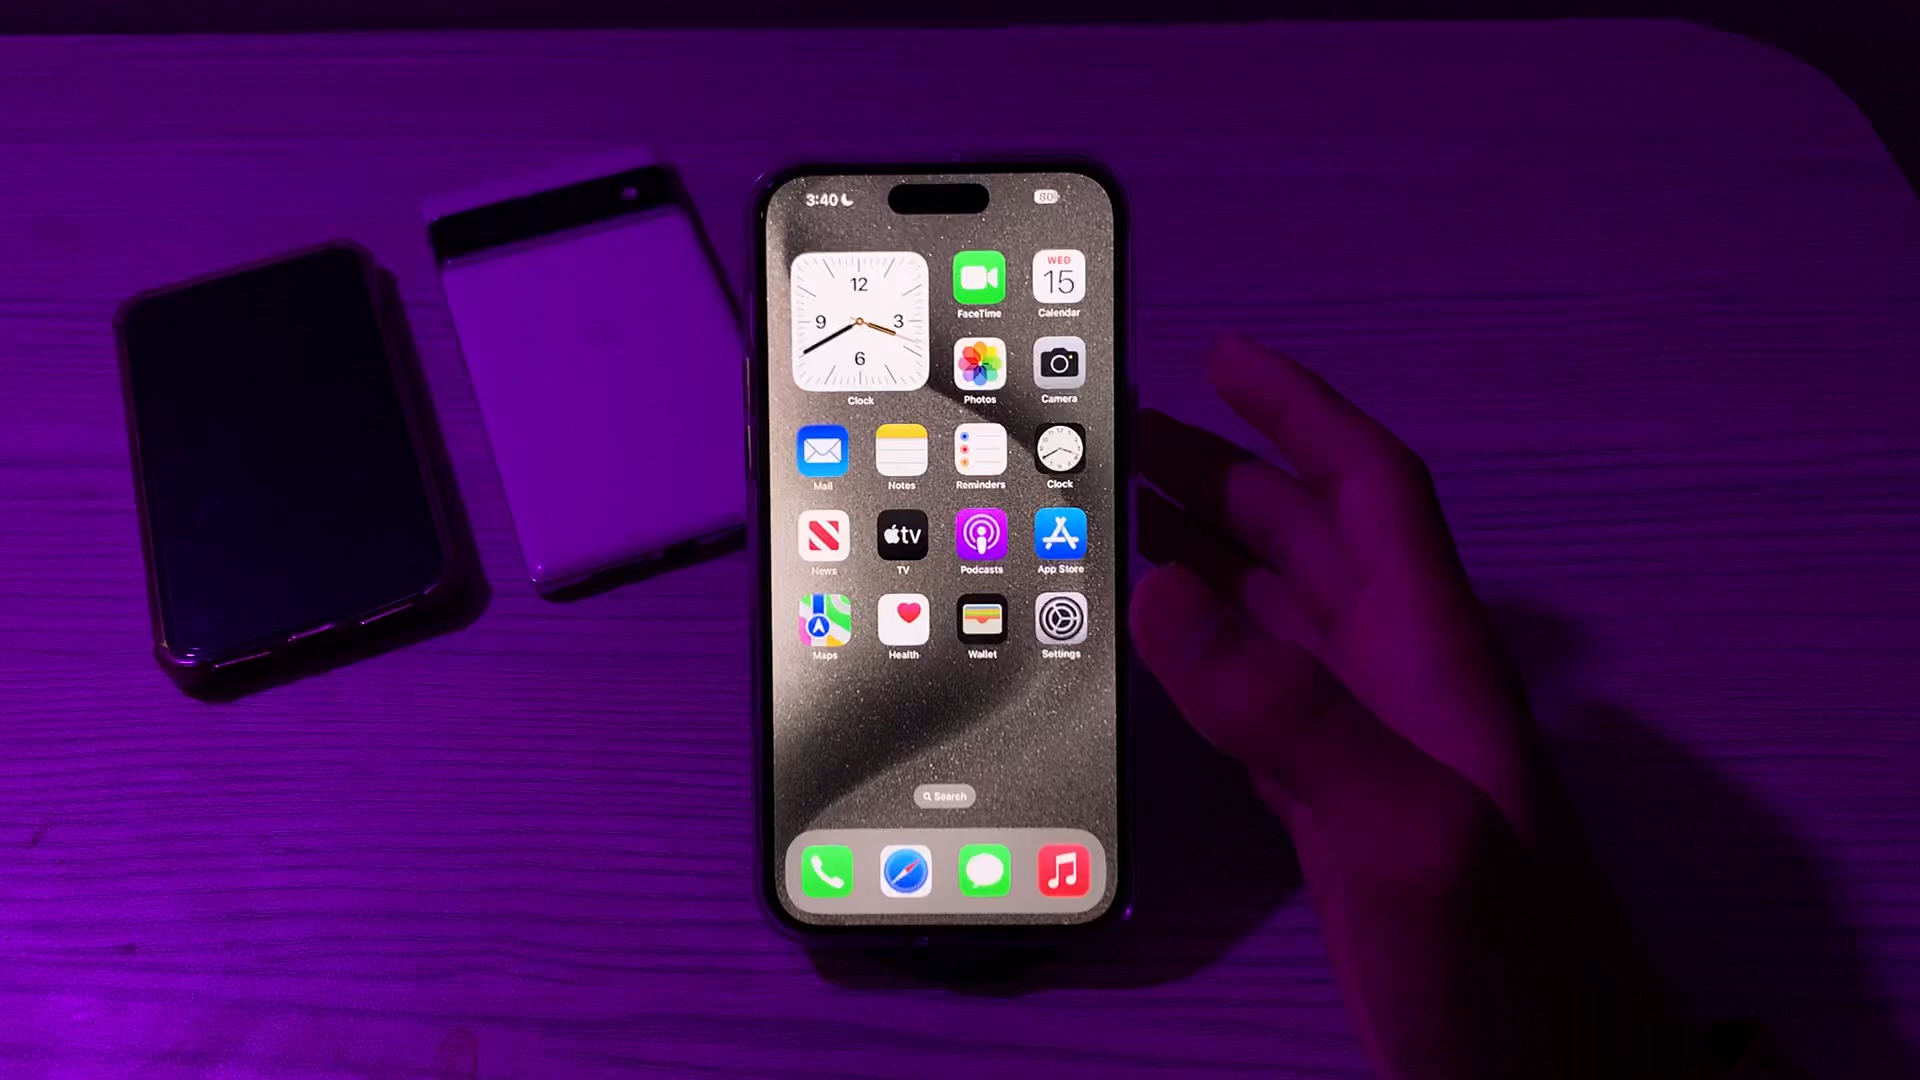 3:40
80
12
9
3
6
Clock
FaceTime
WED
15
Calendar
Photos
Camera
Mail
Notes
Reminders
Clock
News
tv
TV
Podcasts
App Store
Maps
Health
Wallet
Settings
Search